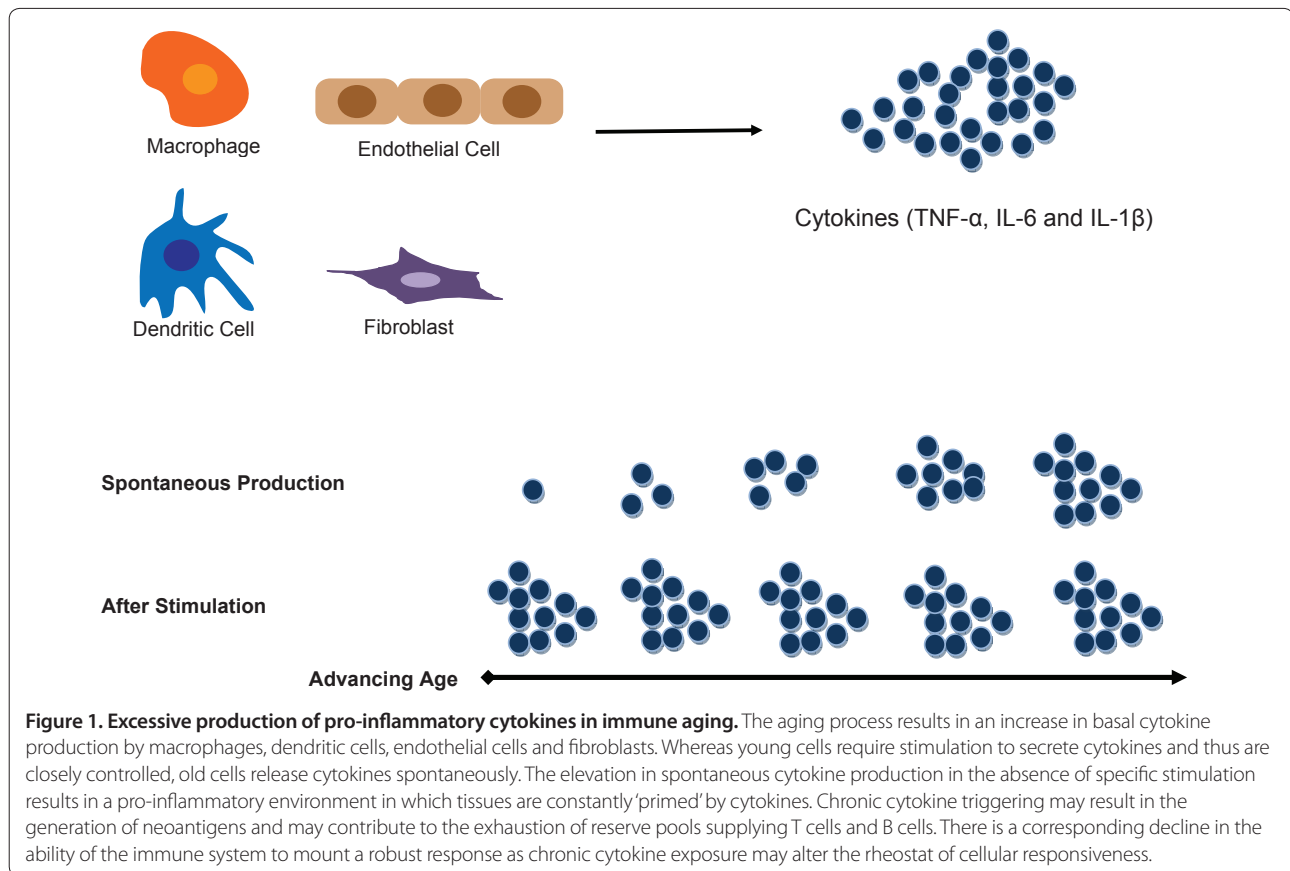 Macrophage
Endothelial Cell
Cytokines (TNF-α, IL-6 and IL-1β)
Dendritic Cell
Fibroblast
Spontaneous Production
After Stimulation
Advancing Age
Figure 1. Excessive production of pro-inflammatory cytokines in immune aging. The aging process results in an increase in basal cytokine
production by macrophages, dendritic cells, endothelial cells and fibroblasts. Whereas young cells require stimulation to secrete cytokines and thus are
closely controlled, old cells release cytokines spontaneously. The elevation in spontaneous cytokine production in the absence of specific stimulation
results in a pro-inflammatory environment in which tissues are constantly ‘primed’ by cytokines. Chronic cytokine triggering may result in the
generation of neoantigens and may contribute to the exhaustion of reserve pools supplying T cells and B cells. There is a corresponding decline in the
ability of the immune system to mount a robust response as chronic cytokine exposure may alter the rheostat of cellular responsiveness.